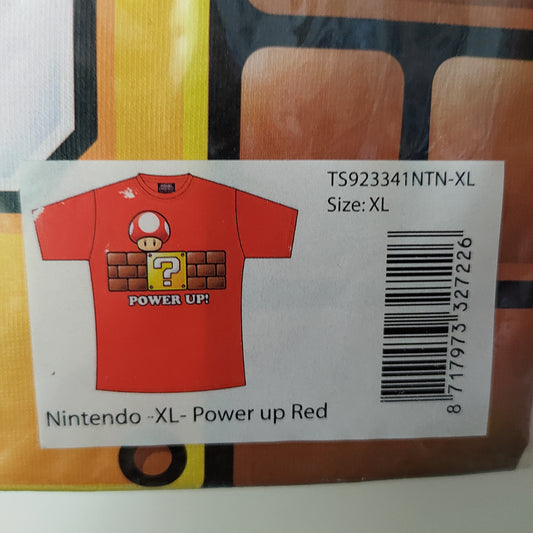 TS923341NTN-XL
Size: XL
?
POWER UP!
8 717973 327226
Nintendo -XL- Power up Red